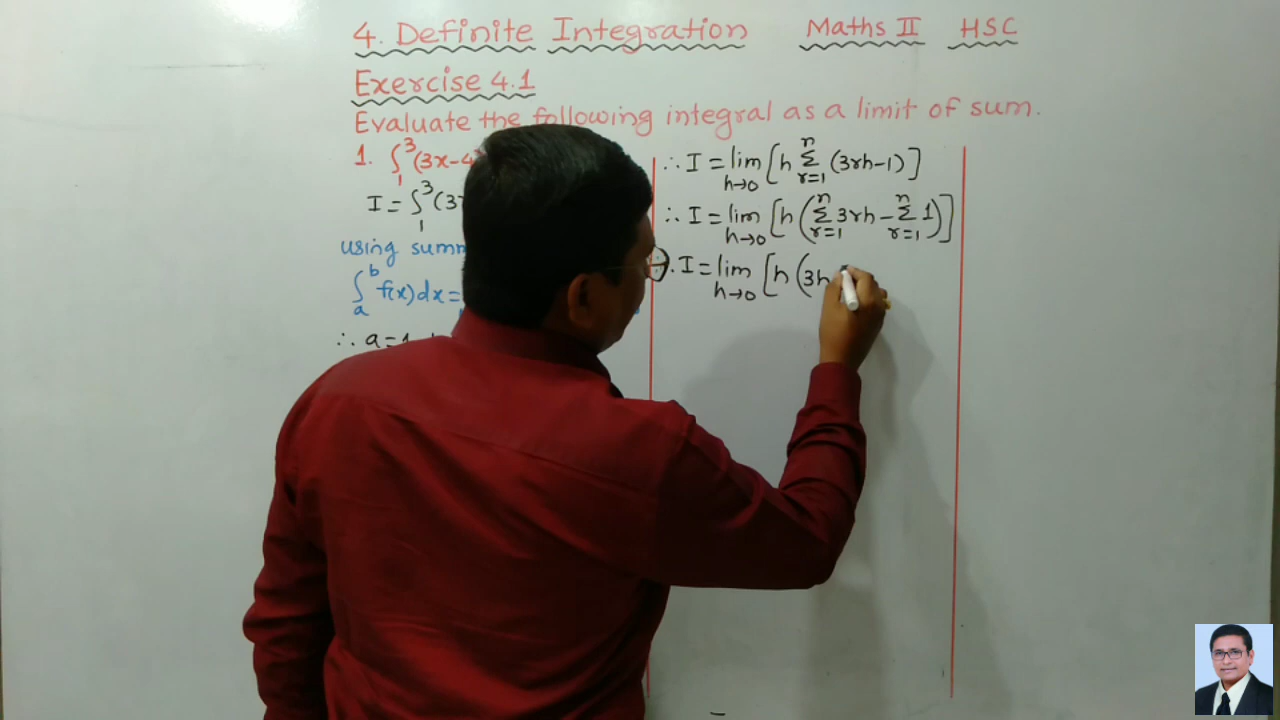 4. Definite Integration Maths II HSC
Exercise 4.1
Evaluate the following integral as a limit of sum.
1. ∫₁³ (3x-4)
I = ∫₁³ (3
using summ
∫ₐᵇ f(x)dx =
∴ a=1
∴ I = lim h→0 [h Σ r=1 n (3rh-1)]
∴ I = lim h→0 [h (Σ r=1 n 3rh - Σ r=1 n 1)]
∴ I = lim h→0 [h (3h